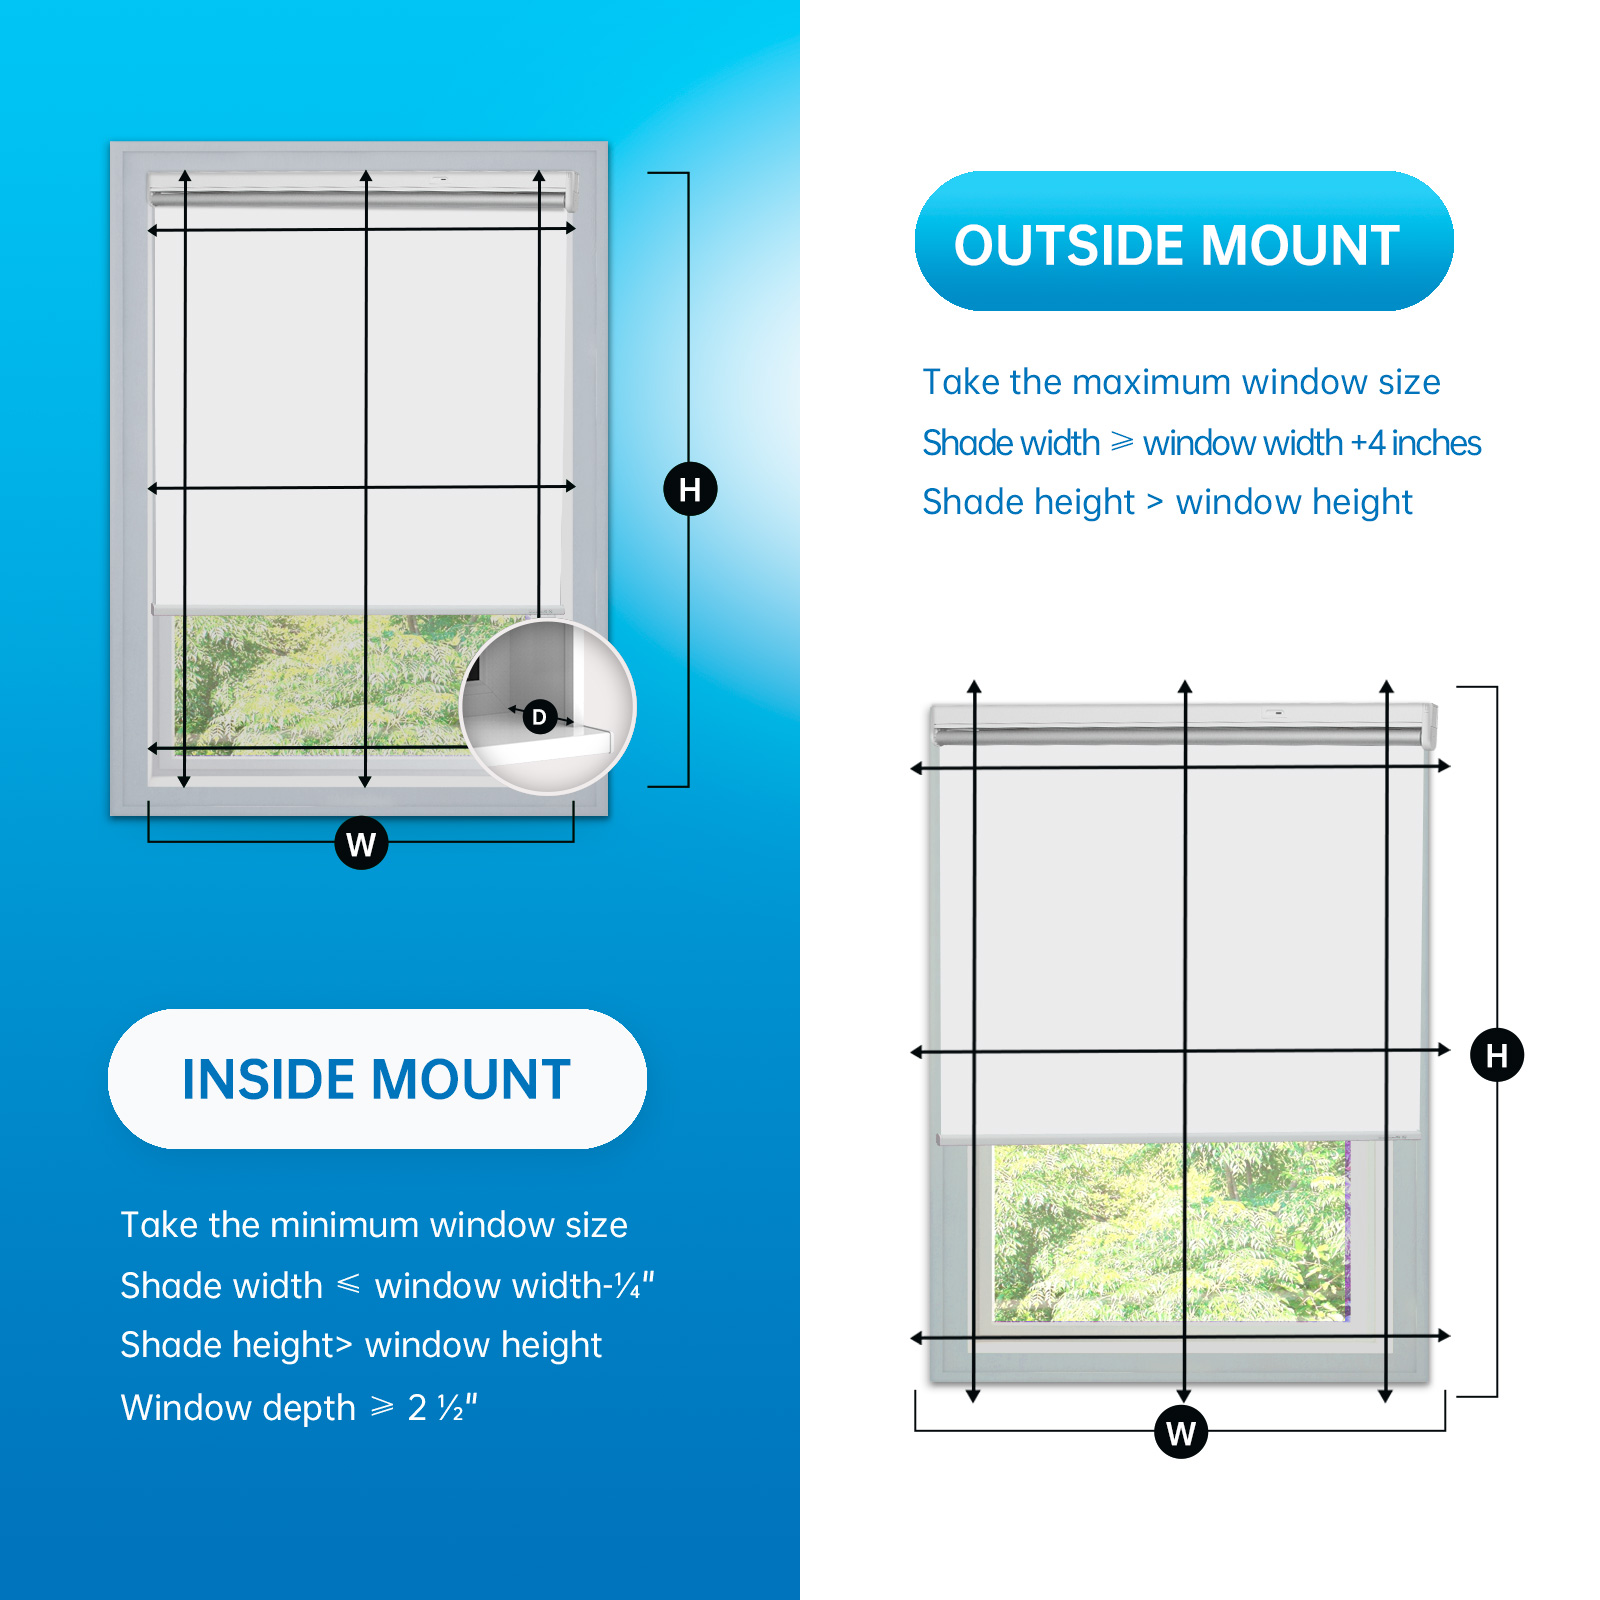 H
D
W
INSIDE MOUNT
Take the minimum window size
Shade width ⩽ window width-¼"
Shade height> window height
Window depth ⩾ 2 ½"
OUTSIDE MOUNT
Take the maximum window size
Shade width ⩾ window width +4 inches
Shade height > window height
H
W